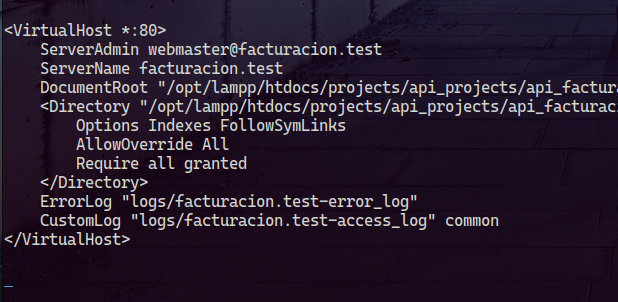 <VirtualHost *:80>
    ServerAdmin webmaster@facturacion.test
    ServerName facturacion.test
    DocumentRoot "/opt/lampp/htdocs/projects/api_projects/api_factura
    <Directory "/opt/lampp/htdocs/projects/api_projects/api_facturac
        Options Indexes FollowSymLinks
        AllowOverride All
        Require all granted
    </Directory>
    ErrorLog "logs/facturacion.test-error_log"
    CustomLog "logs/facturacion.test-access_log" common
</VirtualHost>